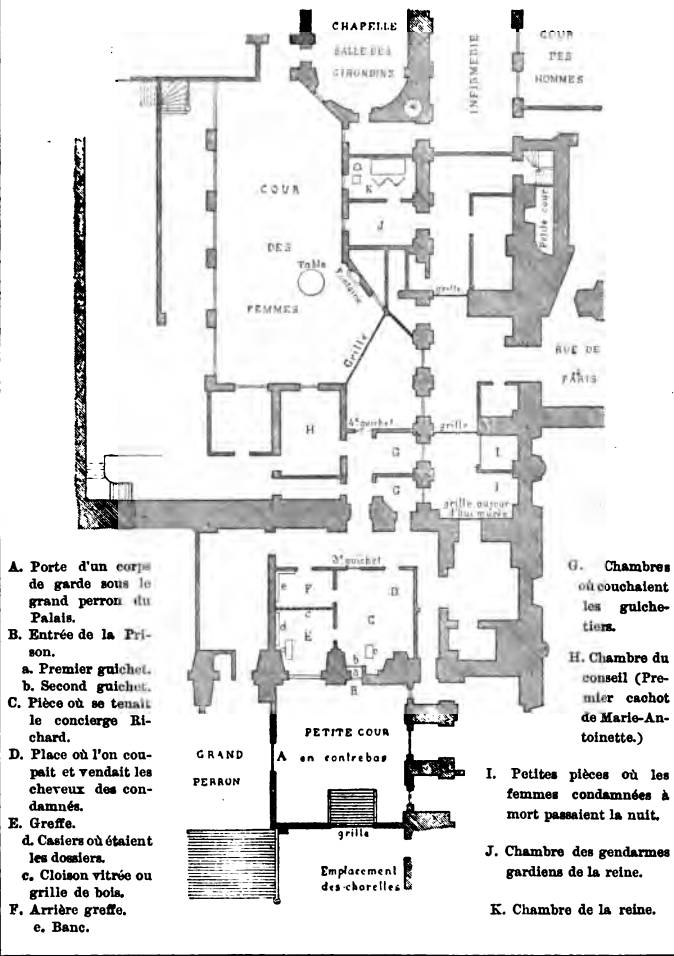 CHAPELLE
SALLE DES
GIRONDINS
INFIRMERIE
COUR
DES
HOMMES
D
K
J
COUR
DES
FEMMES
Table
Fontaine
Grille
grille
Petite cour
RUE DE
PARIS
H
4e guichet
grille
G
G
I
I
grille aujour
d'hui murée
3e guichet
e
F
D
c
d
E
C
c
b
a
B
PETITE COUR
en contrebas
A
GRAND
PERRON
grille
Emplacement
des charettes
A. Porte d'un corps
de garde sous le
grand perron du
Palais.
B. Entrée de la Pri-
son.
a. Premier guichet.
b. Second guichet.
C. Pièce où se tenait
le concierge Ri-
chard.
D. Place où l'on cou-
pait et vendait les
cheveux des con-
damnés.
E. Greffe.
d. Casiers où étaient
les dossiers.
c. Cloison vitrée ou
grille de bois.
F. Arrière greffe.
e. Banc.
G. Chambres
où couchaient
les guiche-
tiers.
H. Chambre du
conseil (Pre-
mier cachot
de Marie-An-
toinette.)
I. Petites pièces où les
femmes condamnées à
mort passaient la nuit.
J. Chambre des gendarmes
gardiens de la reine.
K. Chambre de la reine.